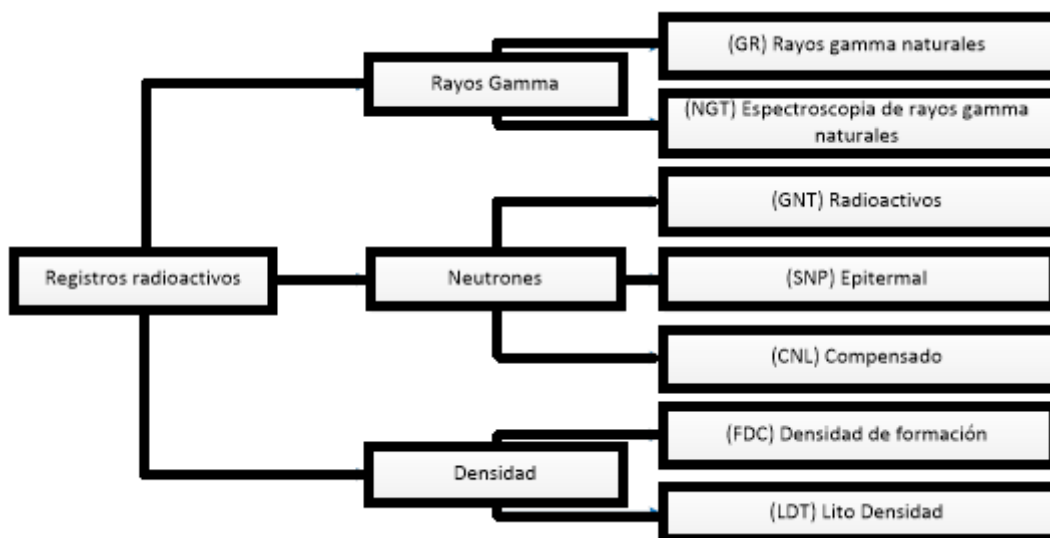 (GR) Rayos gamma naturales
Rayos Gamma
(NGT) Espectroscopia de rayos gamma
naturales
(GNT) Radioactivos
Registros radioactivos
Neutrones
(SNP) Epitermal
(CNL) Compensado
(FDC) Densidad de formación
Densidad
(LDT) Lito Densidad